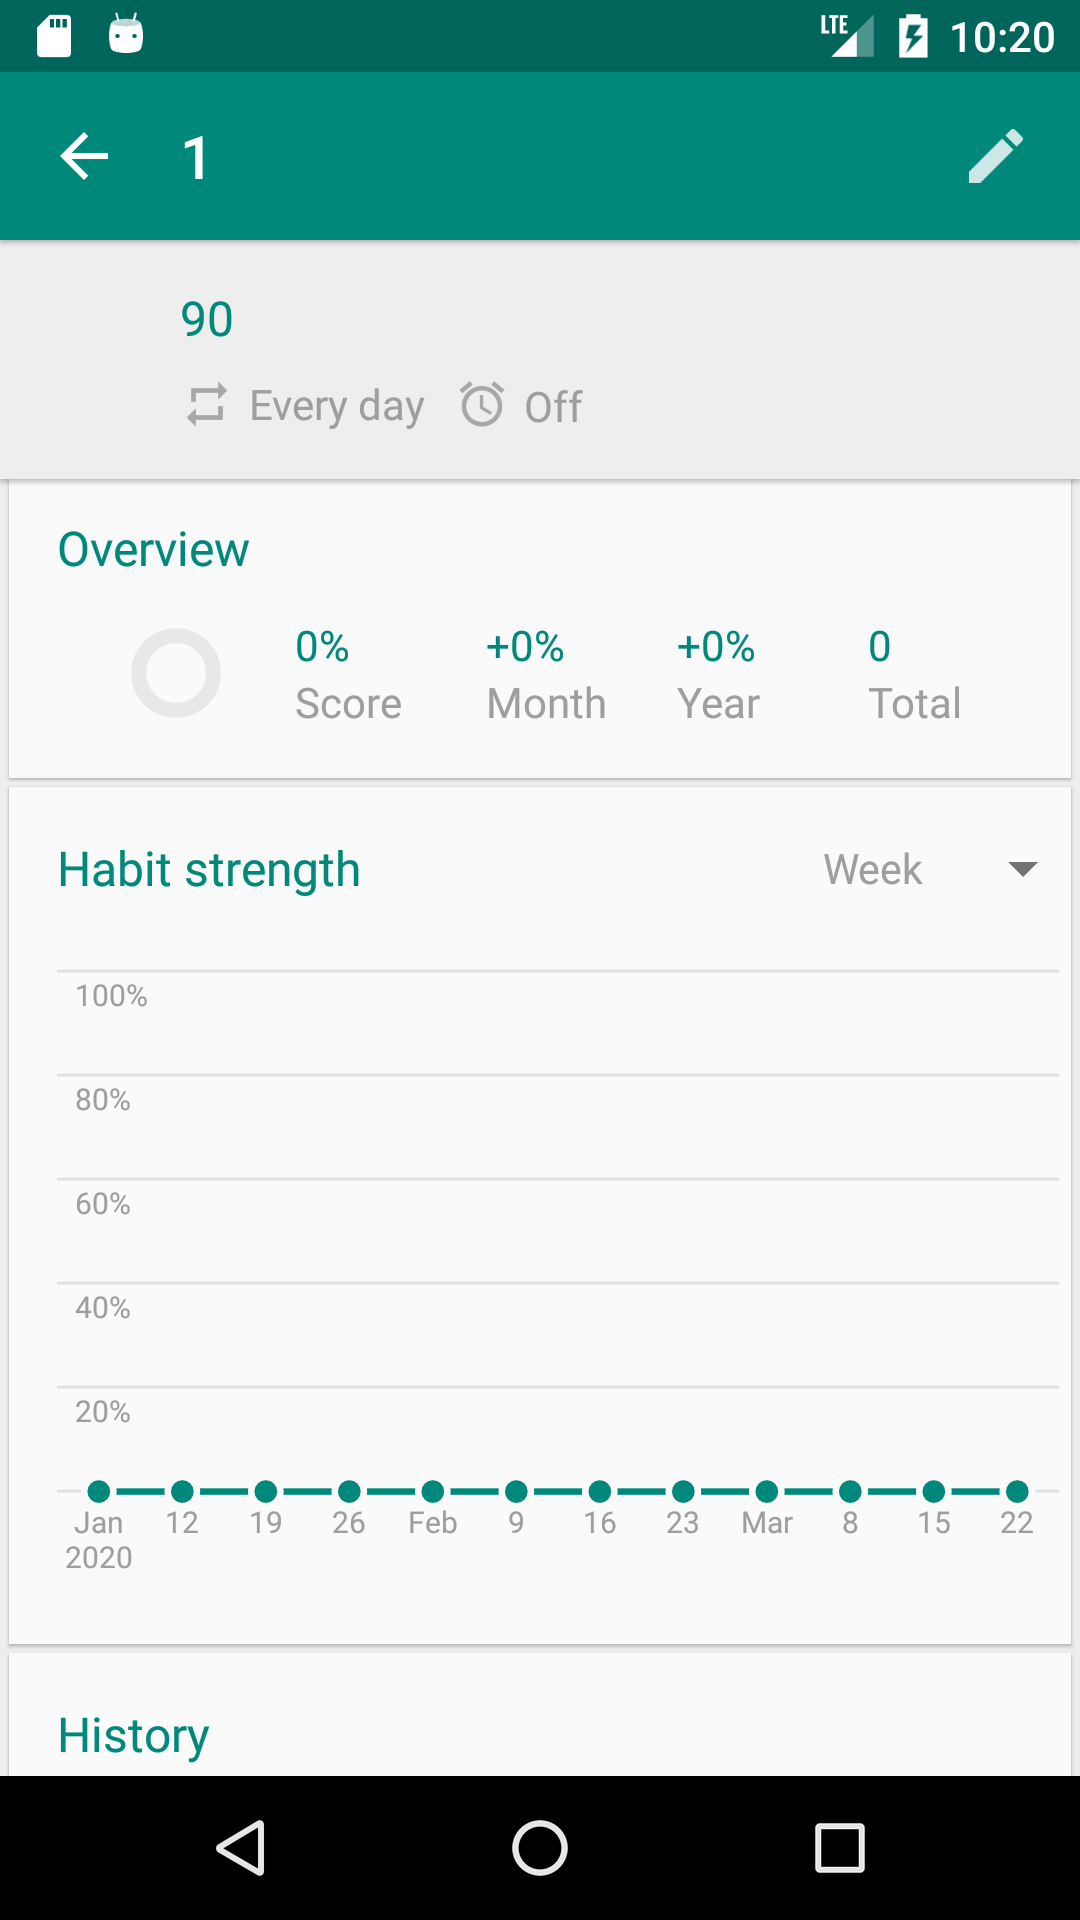 LTE 10:20
1
90
Every day Off
Overview
0% +0% +0% 0
Score Month Year Total
Habit strength Week
100%
80%
60%
40%
20%
Jan 12 19 26 Feb 9 16 23 Mar 8 15 22
2020
History